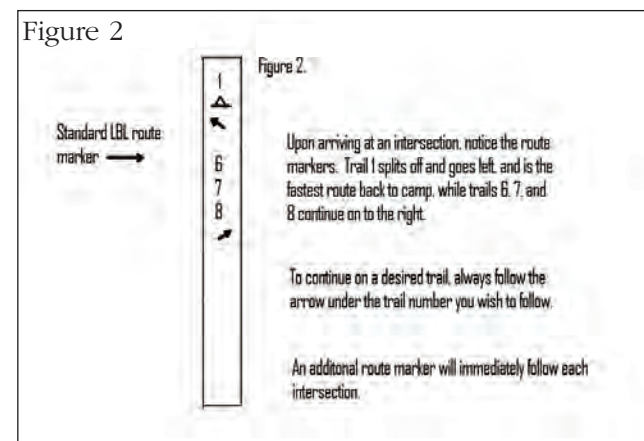 Figure 2
Figure 2.
Standard LBL route
marker
1
6
7
8
Upon arriving at an intersection, notice the route
markers. Trail 1 splits off and goes left, and is the
fastest route back to camp, while trails 6, 7, and
8 continue on to the right.
To continue on a desired trail, always follow the
arrow under the trail number you wish to follow.
An additonal route marker will immediately follow each
intersection.